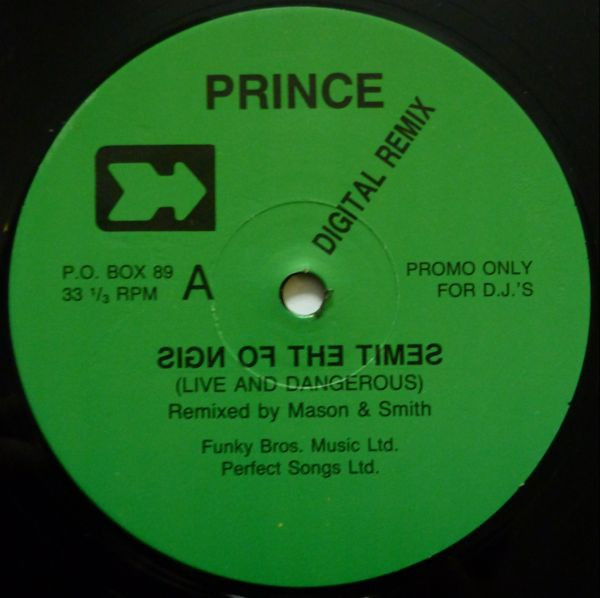 PRINCE
DIGITAL REMIX
P.O. BOX 89
33 1/3 RPM
A
PROMO ONLY
FOR D.J.'S
SIGN OF THE TIMES
(LIVE AND DANGEROUS)
Remixed by Mason & Smith
Funky Bros. Music Ltd.
Perfect Songs Ltd.